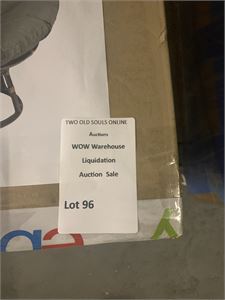 TWO OLD SOULS ONLINE
Auctions
WOW Warehouse
Liquidation
Auction Sale
Lot 96